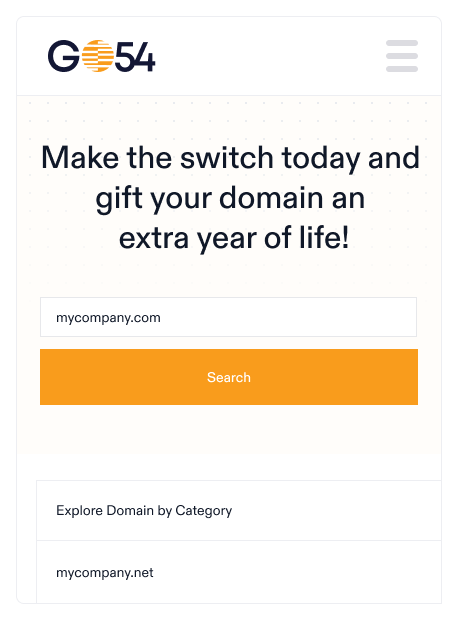 GO54
Make the switch today and
gift your domain an
extra year of life!
mycompany.com
Search
Explore Domain by Category
mycompany.net